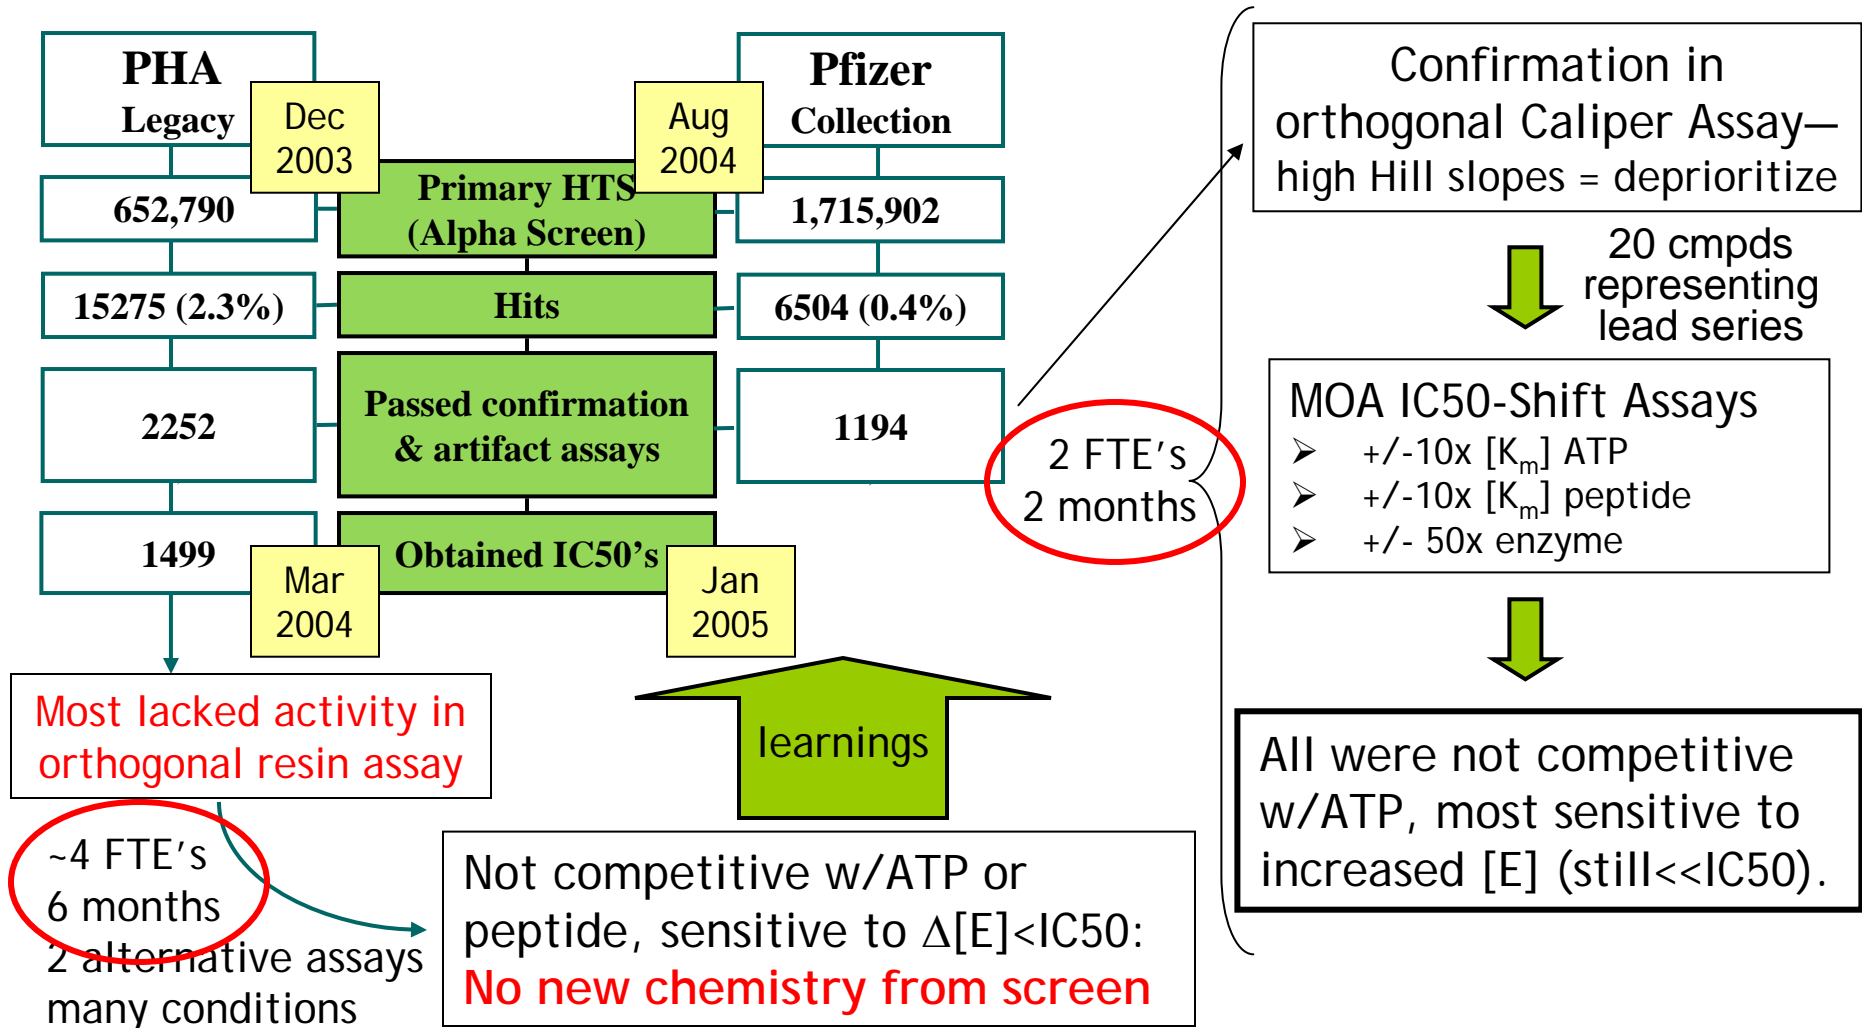 PHA
Legacy
Dec
2003
Aug
2004
Pfizer
Collection
652,790
Primary HTS
(Alpha Screen)
1,715,902
15275 (2.3%)
Hits
6504 (0.4%)
2252
Passed confirmation
& artifact assays
1194
1499
Obtained IC50's
Mar
2004
Jan
2005
Most lacked activity in
orthogonal resin assay
~4 FTE's
6 months
2 alternative assays
many conditions
learnings
Not competitive w/ATP or
peptide, sensitive to Δ[E]<IC50:
No new chemistry from screen
2 FTE's
2 months
Confirmation in
orthogonal Caliper Assay—
high Hill slopes = deprioritize
20 cmpds
representing
lead series
MOA IC50-Shift Assays
➢ +/-10x [Km] ATP
➢ +/-10x [Km] peptide
➢ +/- 50x enzyme
All were not competitive
w/ATP, most sensitive to
increased [E] (still<<IC50).